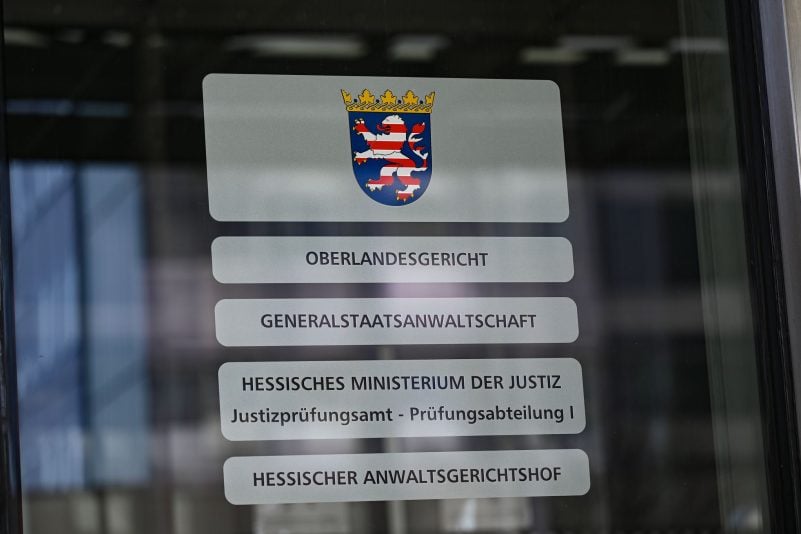 OBERLANDESGERICHT
GENERALSTAATSANWALTSCHAFT
HESSISCHES MINISTERIUM DER JUSTIZ
Justizprüfungsamt - Prüfungsabteilung I
HESSISCHER ANWALTSGERICHTSHOF